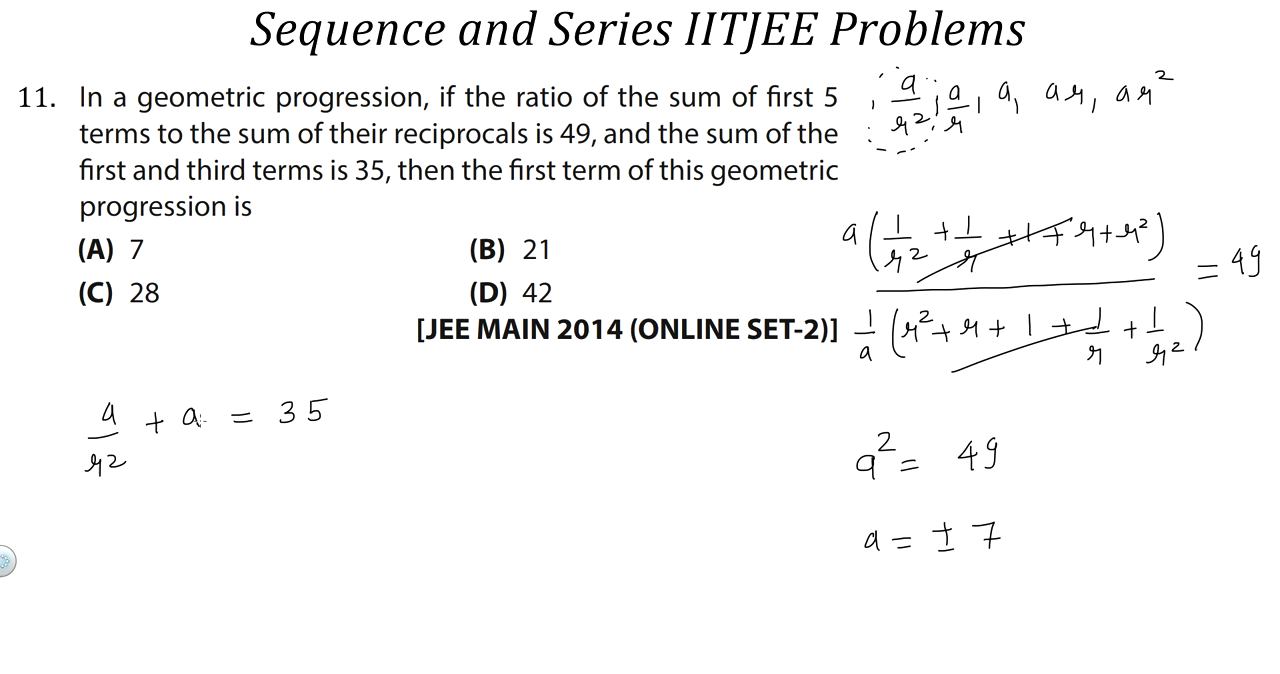 Sequence and Series IITJEE Problems
11. In a geometric progression, if the ratio of the sum of first 5
terms to the sum of their reciprocals is 49, and the sum of the
first and third terms is 35, then the first term of this geometric
progression is
(A) 7 (B) 21
(C) 28 (D) 42
[JEE MAIN 2014 (ONLINE SET-2)]
a/r², a/r, a, ar, ar²
a(1/r² + 1/r + 1 + r + r²)
= 49
1/a (r² + r + 1 + 1/r + 1/r²)
a/r² + a = 35
a² = 49
a = ± 7